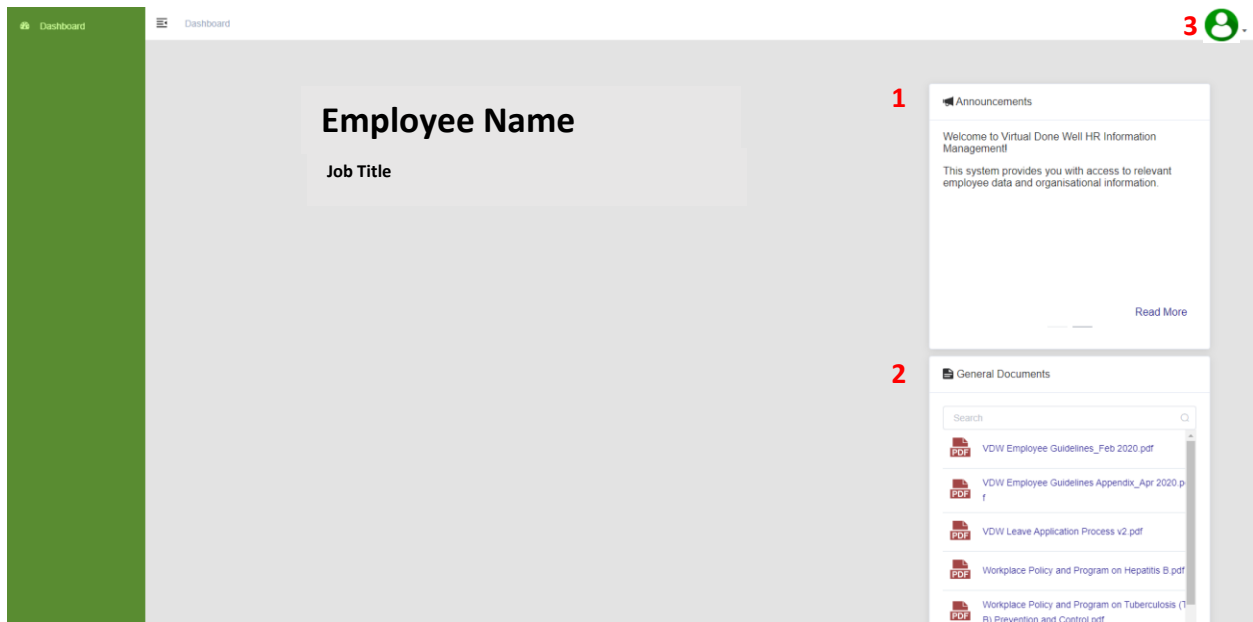 Dashboard
Dashboard
3
Employee Name
Job Title
1
Announcements
Welcome to Virtual Done Well HR Information
Management!
This system provides you with access to relevant
employee data and organisational information.
Read More
2
General Documents
Search
PDF
VDW Employee Guidelines_Feb 2020.pdf
PDF
VDW Employee Guidelines Appendix_Apr 2020.p
f
PDF
VDW Leave Application Process v2.pdf
PDF
Workplace Policy and Program on Hepatitis B.pdf
PDF
Workplace Policy and Program on Tuberculosis (T
B) Prevention and Control.pdf